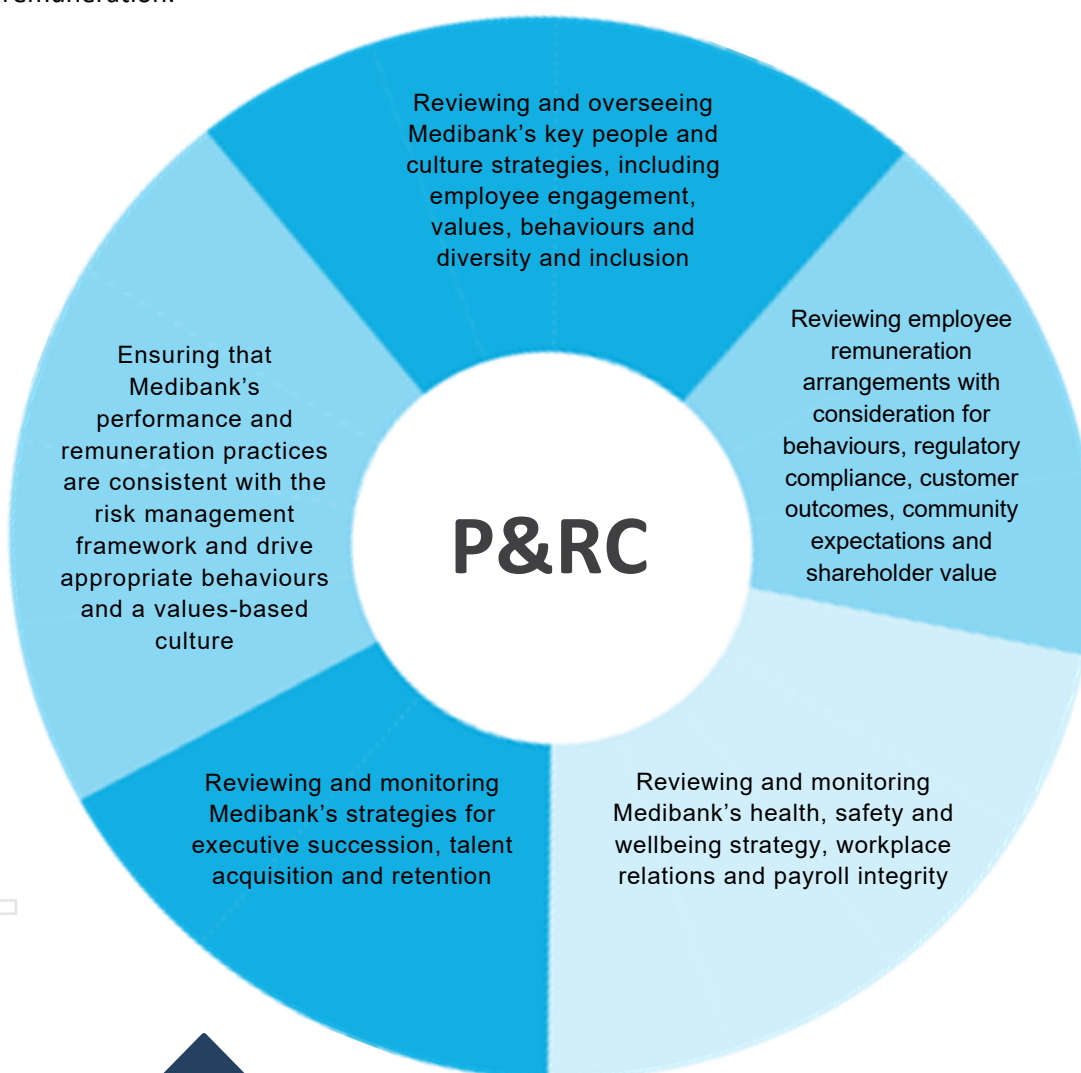 remuneration.
Reviewing and overseeing
Medibank’s key people and
culture strategies, including
employee engagement,
values, behaviours and
diversity and inclusion
Reviewing employee
remuneration
arrangements with
consideration for
behaviours, regulatory
compliance, customer
outcomes, community
expectations and
shareholder value
Ensuring that
Medibank’s
performance and
remuneration practices
are consistent with the
risk management
framework and drive
appropriate behaviours
and a values-based
culture
P&RC
Reviewing and monitoring
Medibank’s strategies for
executive succession, talent
acquisition and retention
Reviewing and monitoring
Medibank’s health, safety and
wellbeing strategy, workplace
relations and payroll integrity